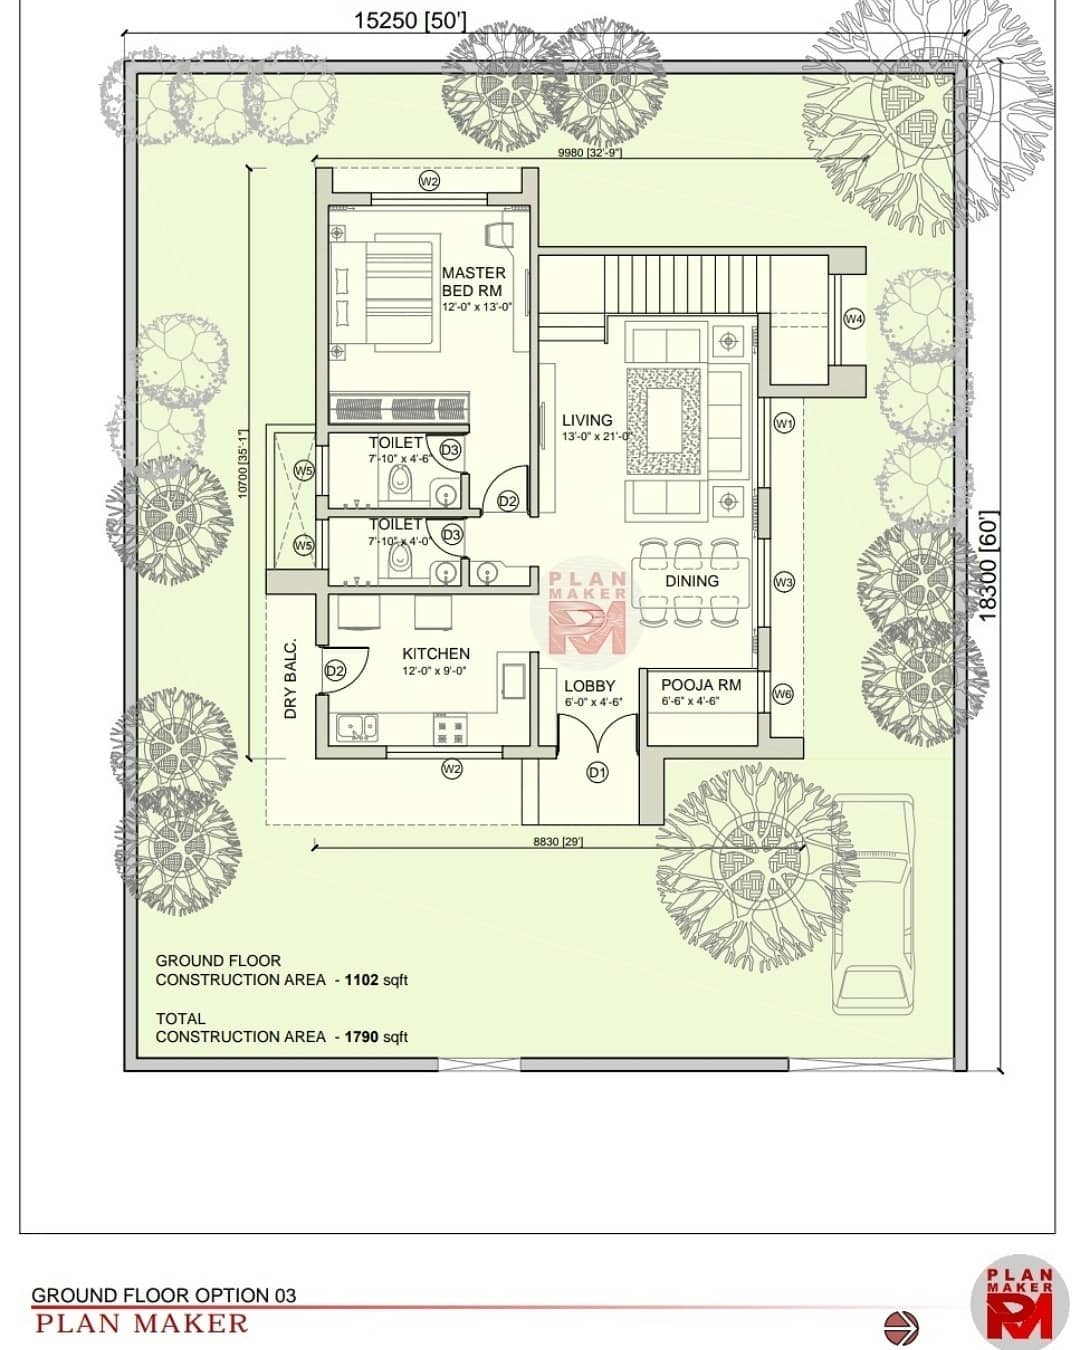 15250 [50']
9980 [32'-9"]
W2
MASTER
BED RM
12'-0" x 13'-0"
W4
LIVING
13'-0" x 21'-0"
W1
TOILET
7'-10" x 4'-6"
D3
W5
D2
10700 [35'-1"]
TOILET
7'-10" x 4'-0"
D3
W5
18300 [60']
DINING
W3
PLAN
MAKER
PM
KITCHEN
12'-0" x 9'-0"
D2
DRY BALC.
LOBBY
6'-0" x 4'-6"
POOJA RM
6'-6" x 4'-6"
W6
W2
D1
8830 [29']
GROUND FLOOR
CONSTRUCTION AREA - 1102 sqft
TOTAL
CONSTRUCTION AREA - 1790 sqft
GROUND FLOOR OPTION 03
PLAN MAKER
PLAN
MAKER
PM